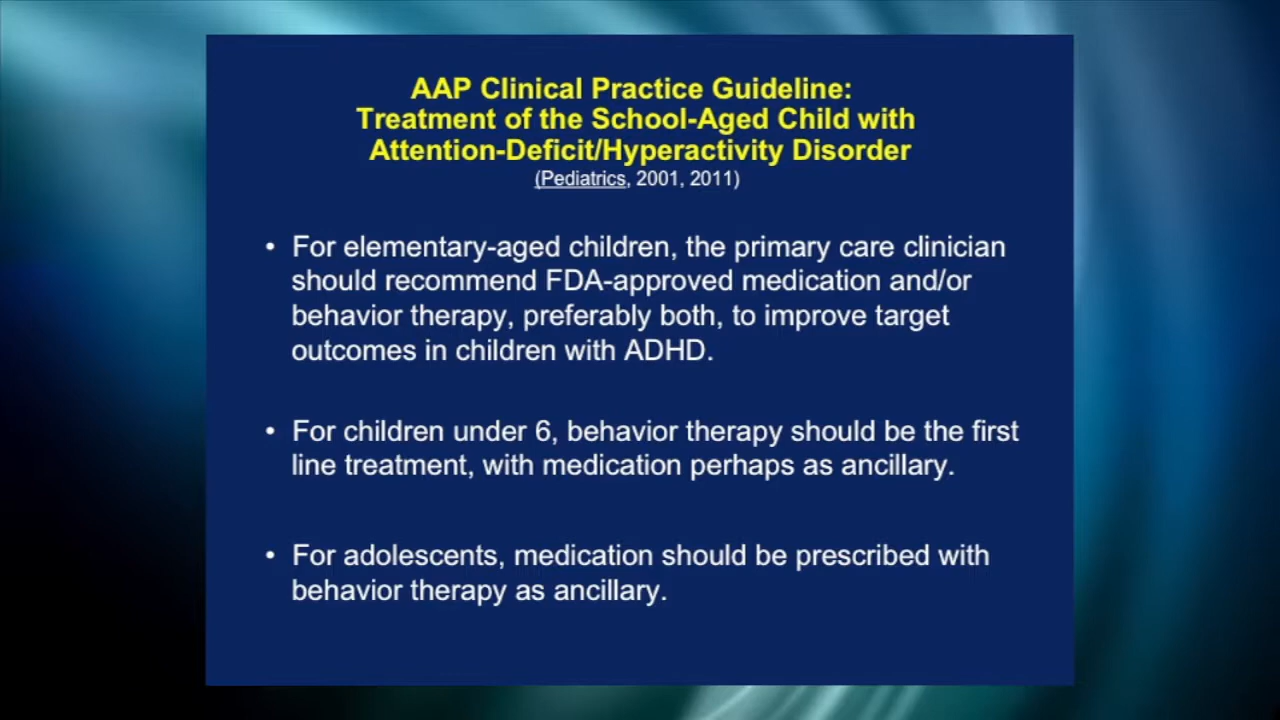 AAP Clinical Practice Guideline:
Treatment of the School-Aged Child with
Attention-Deficit/Hyperactivity Disorder
(Pediatrics, 2001, 2011)
• For elementary-aged children, the primary care clinician
should recommend FDA-approved medication and/or
behavior therapy, preferably both, to improve target
outcomes in children with ADHD.
• For children under 6, behavior therapy should be the first
line treatment, with medication perhaps as ancillary.
• For adolescents, medication should be prescribed with
behavior therapy as ancillary.